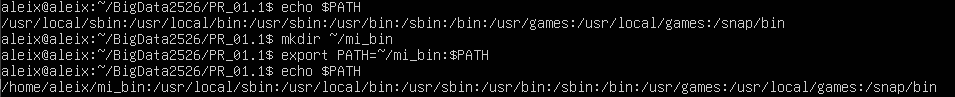 aleix@aleix:~/BigData2526/PR_01.1$ echo $PATH
/usr/local/sbin:/usr/local/bin:/usr/sbin:/usr/bin:/sbin:/bin:/usr/games:/usr/local/games:/snap/bin
aleix@aleix:~/BigData2526/PR_01.1$ mkdir ~/mi_bin
aleix@aleix:~/BigData2526/PR_01.1$ export PATH=~/mi_bin:$PATH
aleix@aleix:~/BigData2526/PR_01.1$ echo $PATH
/home/aleix/mi_bin:/usr/local/sbin:/usr/local/bin:/usr/sbin:/usr/bin:/sbin:/bin:/usr/games:/usr/local/games:/snap/bin